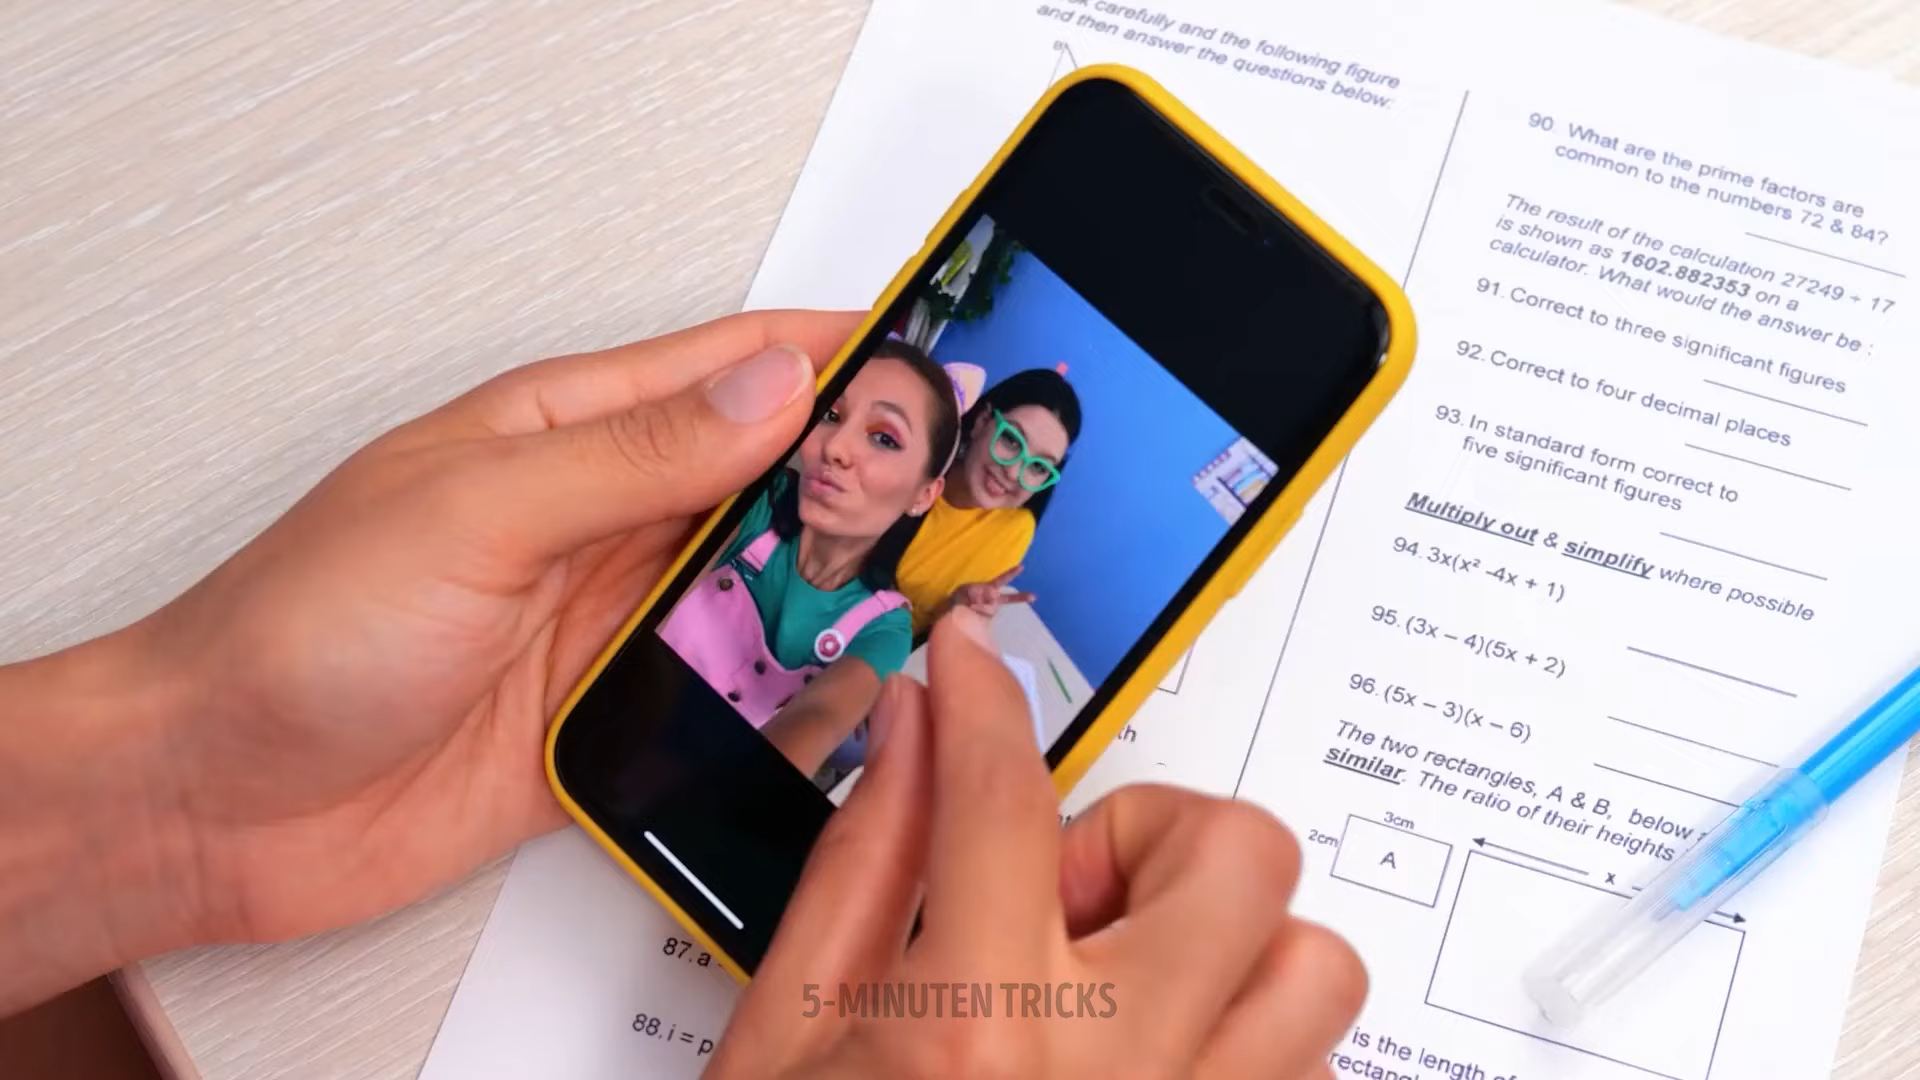 carefully and the following figure
and then answer the questions below:
B
87. a
88. i = p
90. What are the prime factors are
common to the numbers 72 & 84?
The result of the calculation 27249 ÷ 17
is shown as 1602.882353 on a
calculator. What would the answer be :
91. Correct to three significant figures
92. Correct to four decimal places
93. In standard form correct to
five significant figures
Multiply out & simplify where possible
94. 3x(x² -4x + 1)
95. (3x – 4)(5x + 2)
96. (5x – 3)(x – 6)
The two rectangles, A & B, below
similar. The ratio of their heights
3cm
2cm
A
x
is the length
5-MINUTEN TRICKS